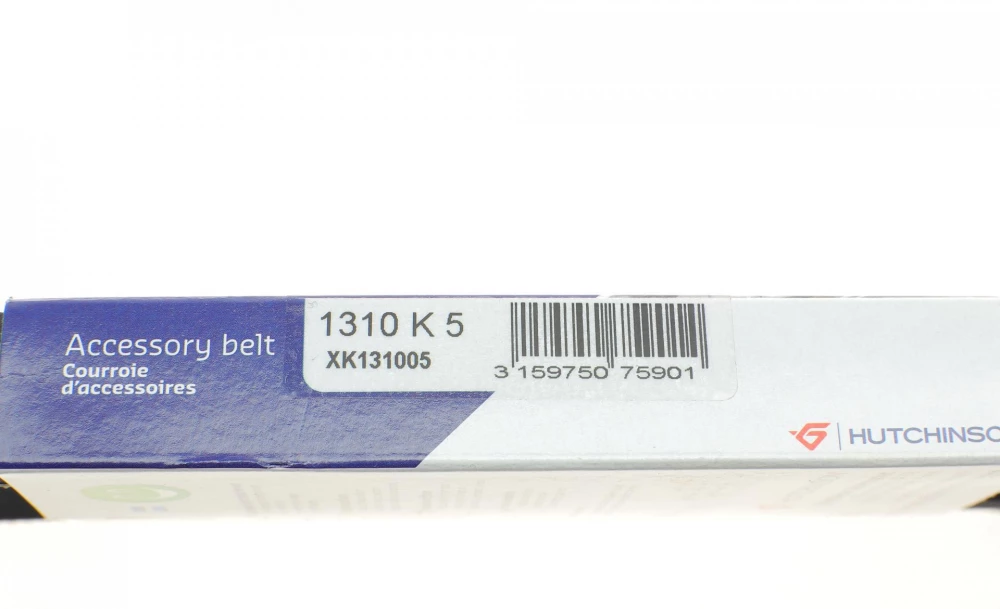 Accessory belt
Courroie
d'accessoires
1310 K 5
XK131005
3 159750 75901
HUTCHINSO